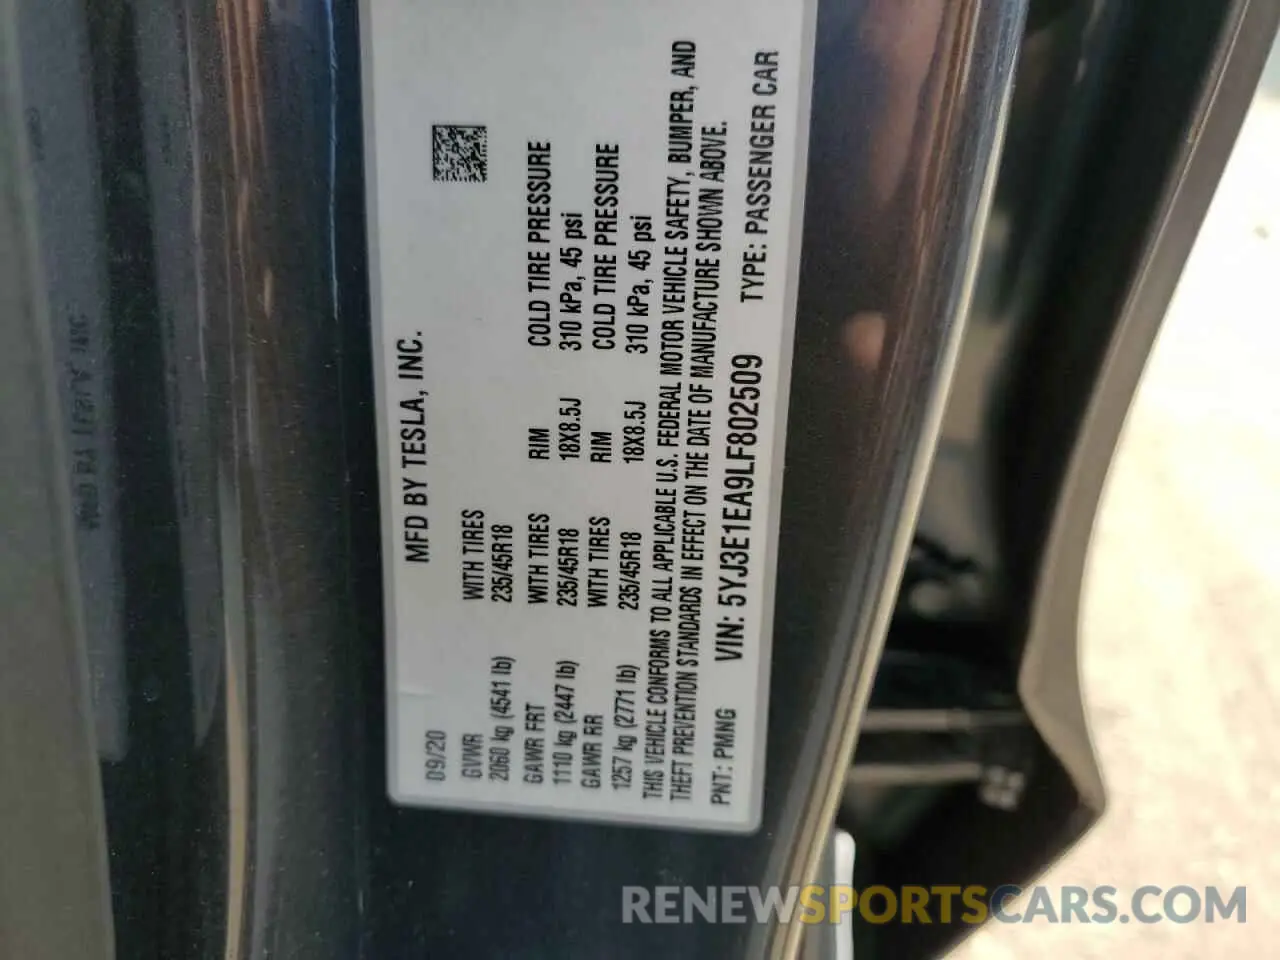 MFD BY TESLA, INC.
09/20
GVWR WITH TIRES
2060 kg (4541 lb) 235/45R18
GAWR FRT WITH TIRES RIM COLD TIRE PRESSURE
1110 kg (2447 lb) 235/45R18 18X8.5J 310 kPa, 45 psi
GAWR RR WITH TIRES RIM COLD TIRE PRESSURE
1257 kg (2771 lb) 235/45R18 18X8.5J 310 kPa, 45 psi
THIS VEHICLE CONFORMS TO ALL APPLICABLE U.S. FEDERAL MOTOR VEHICLE SAFETY, BUMPER, AND
THEFT PREVENTION STANDARDS IN EFFECT ON THE DATE OF MANUFACTURE SHOWN ABOVE.
PNT: PMNG VIN: 5YJ3E1EA9LF802509 TYPE: PASSENGER CAR
RENEWSPORTSCARS.COM